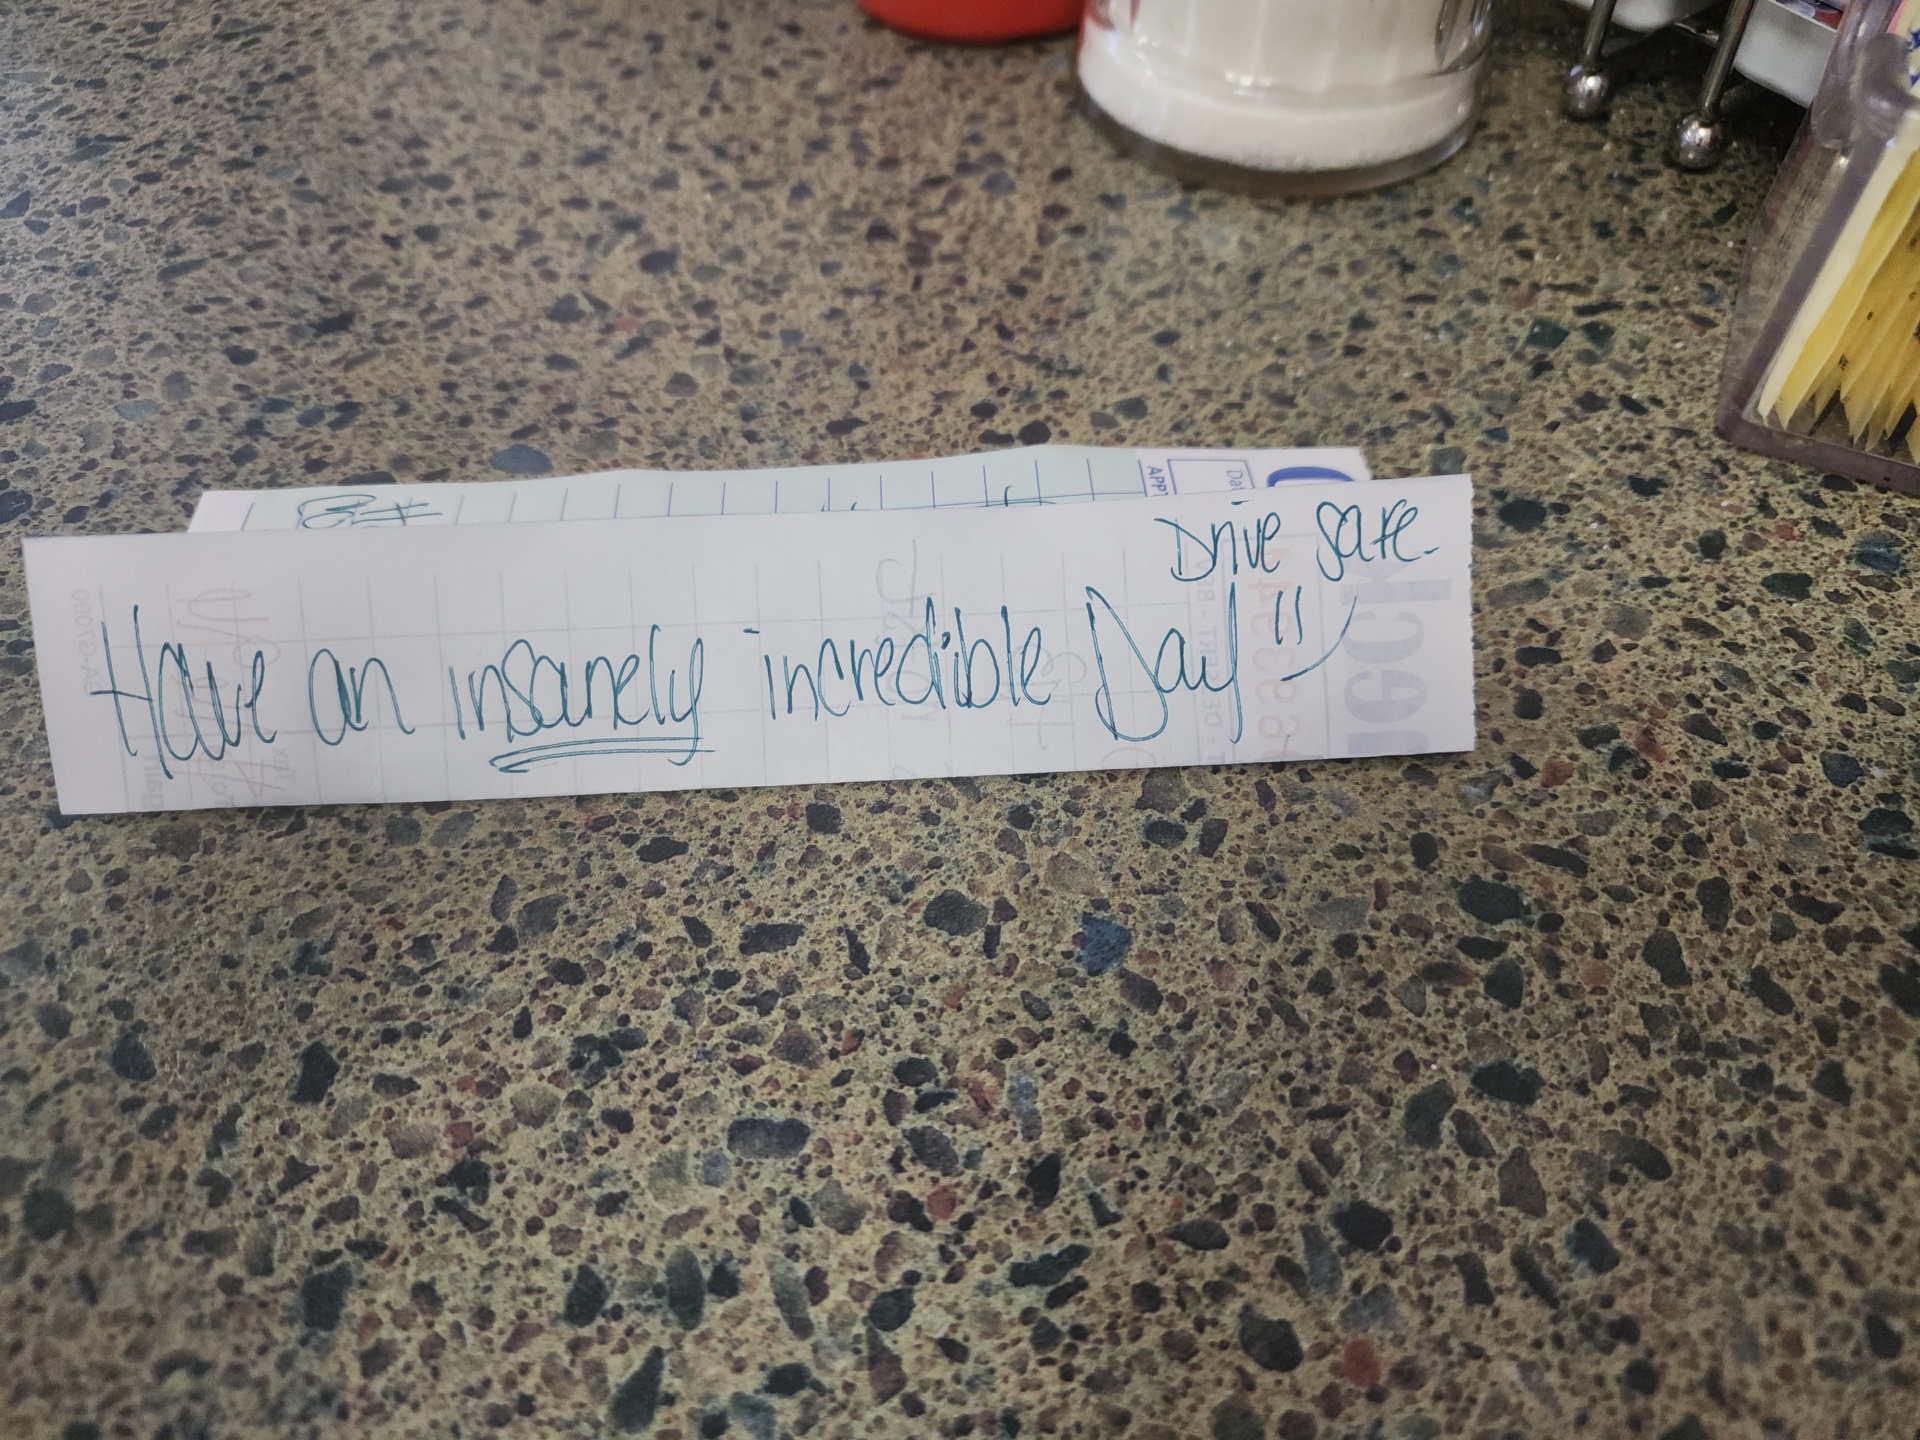 Drive safe.
Have an insanely incredible Day !!